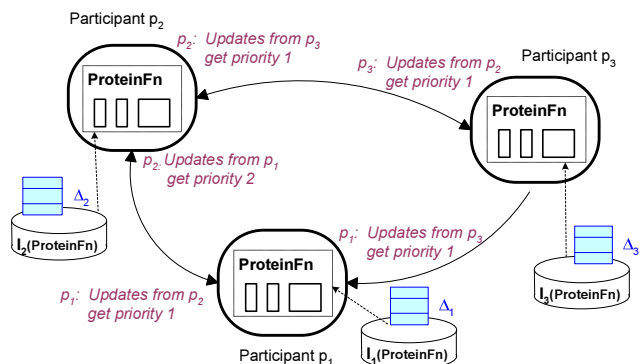 Participant p2
p2: Updates from p3
get priority 1
Participant p3
p3: Updates from p2
get priority 1
ProteinFn
ProteinFn
p2: Updates from p1
get priority 2
Δ2
I2(ProteinFn)
p1: Updates from p3
get priority 1
Δ3
I3(ProteinFn)
ProteinFn
p1: Updates from p2
get priority 1
Δ1
I1(ProteinFn)
Participant p1